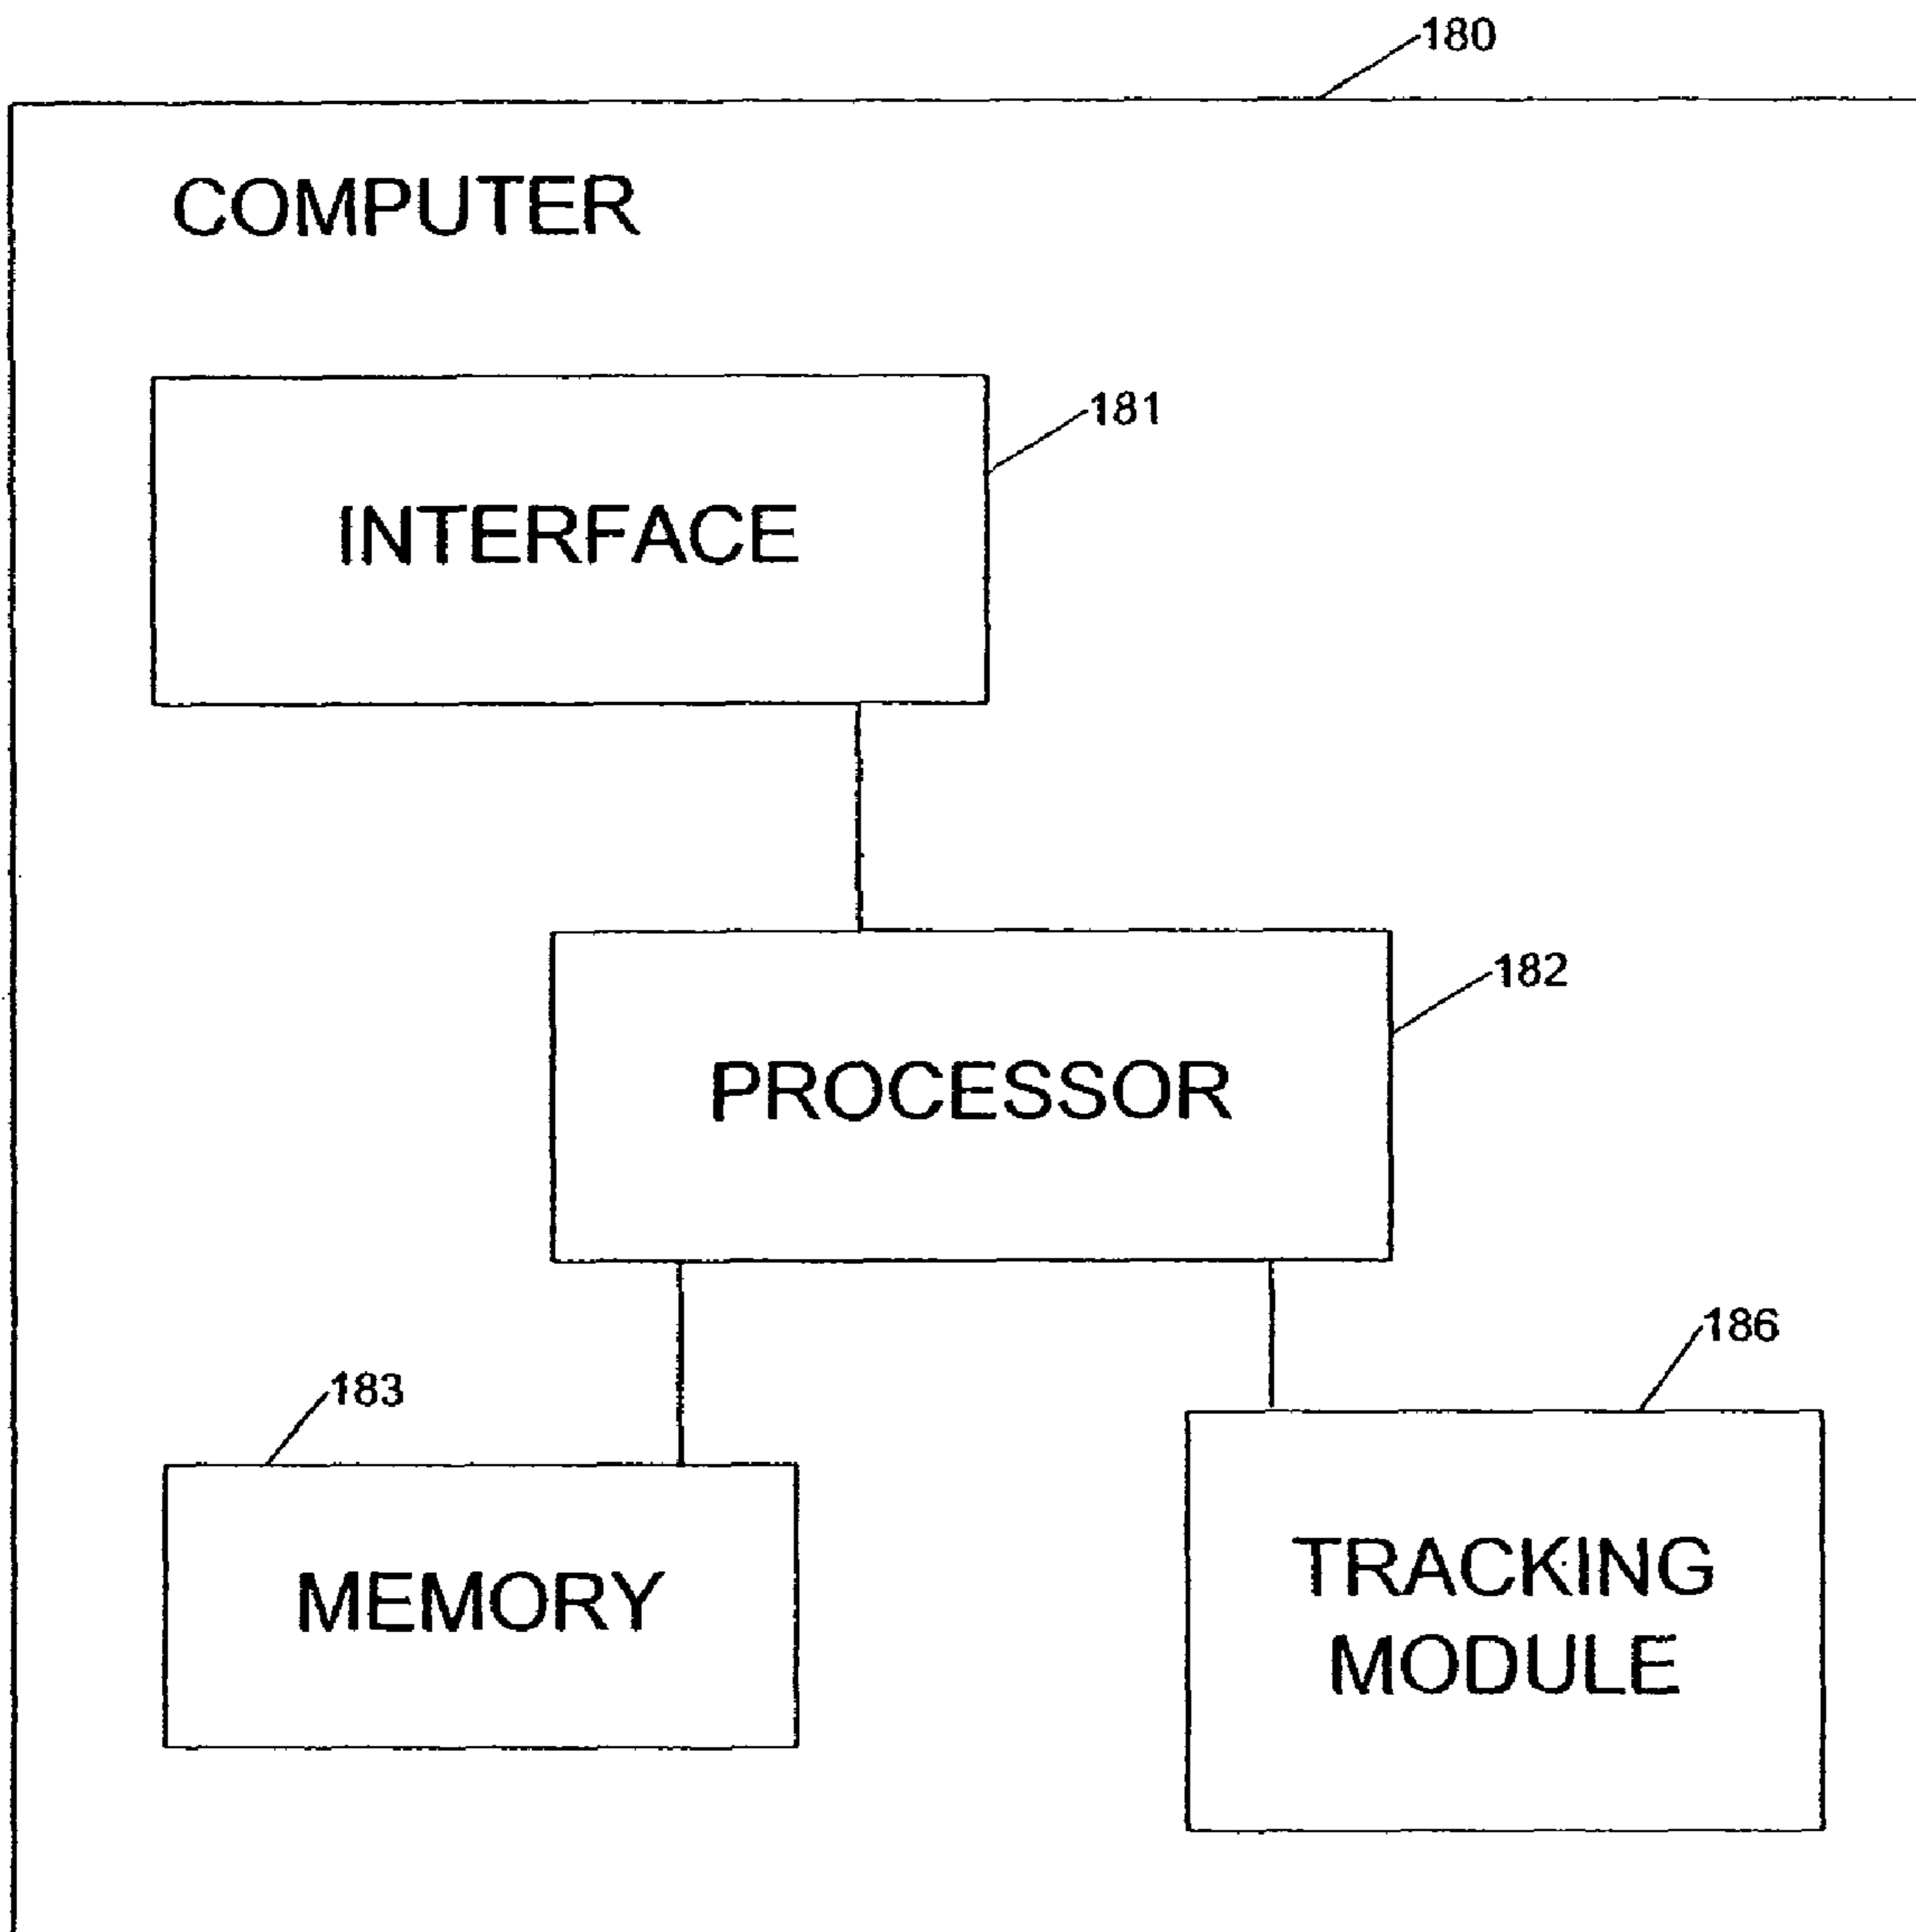 180
COMPUTER
181
INTERFACE
182
PROCESSOR
183
MEMORY
186
TRACKING
MODULE